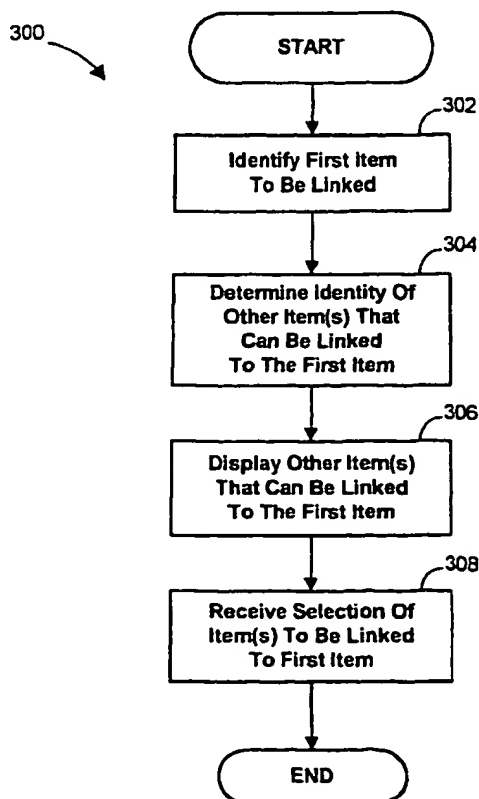 300
START
302
Identify First Item
To Be Linked
304
Determine Identity Of
Other Item(s) That
Can Be Linked
To The First Item
306
Display Other Item(s)
That Can Be Linked
To The First Item
308
Receive Selection Of
Item(s) To Be Linked
To First Item
END